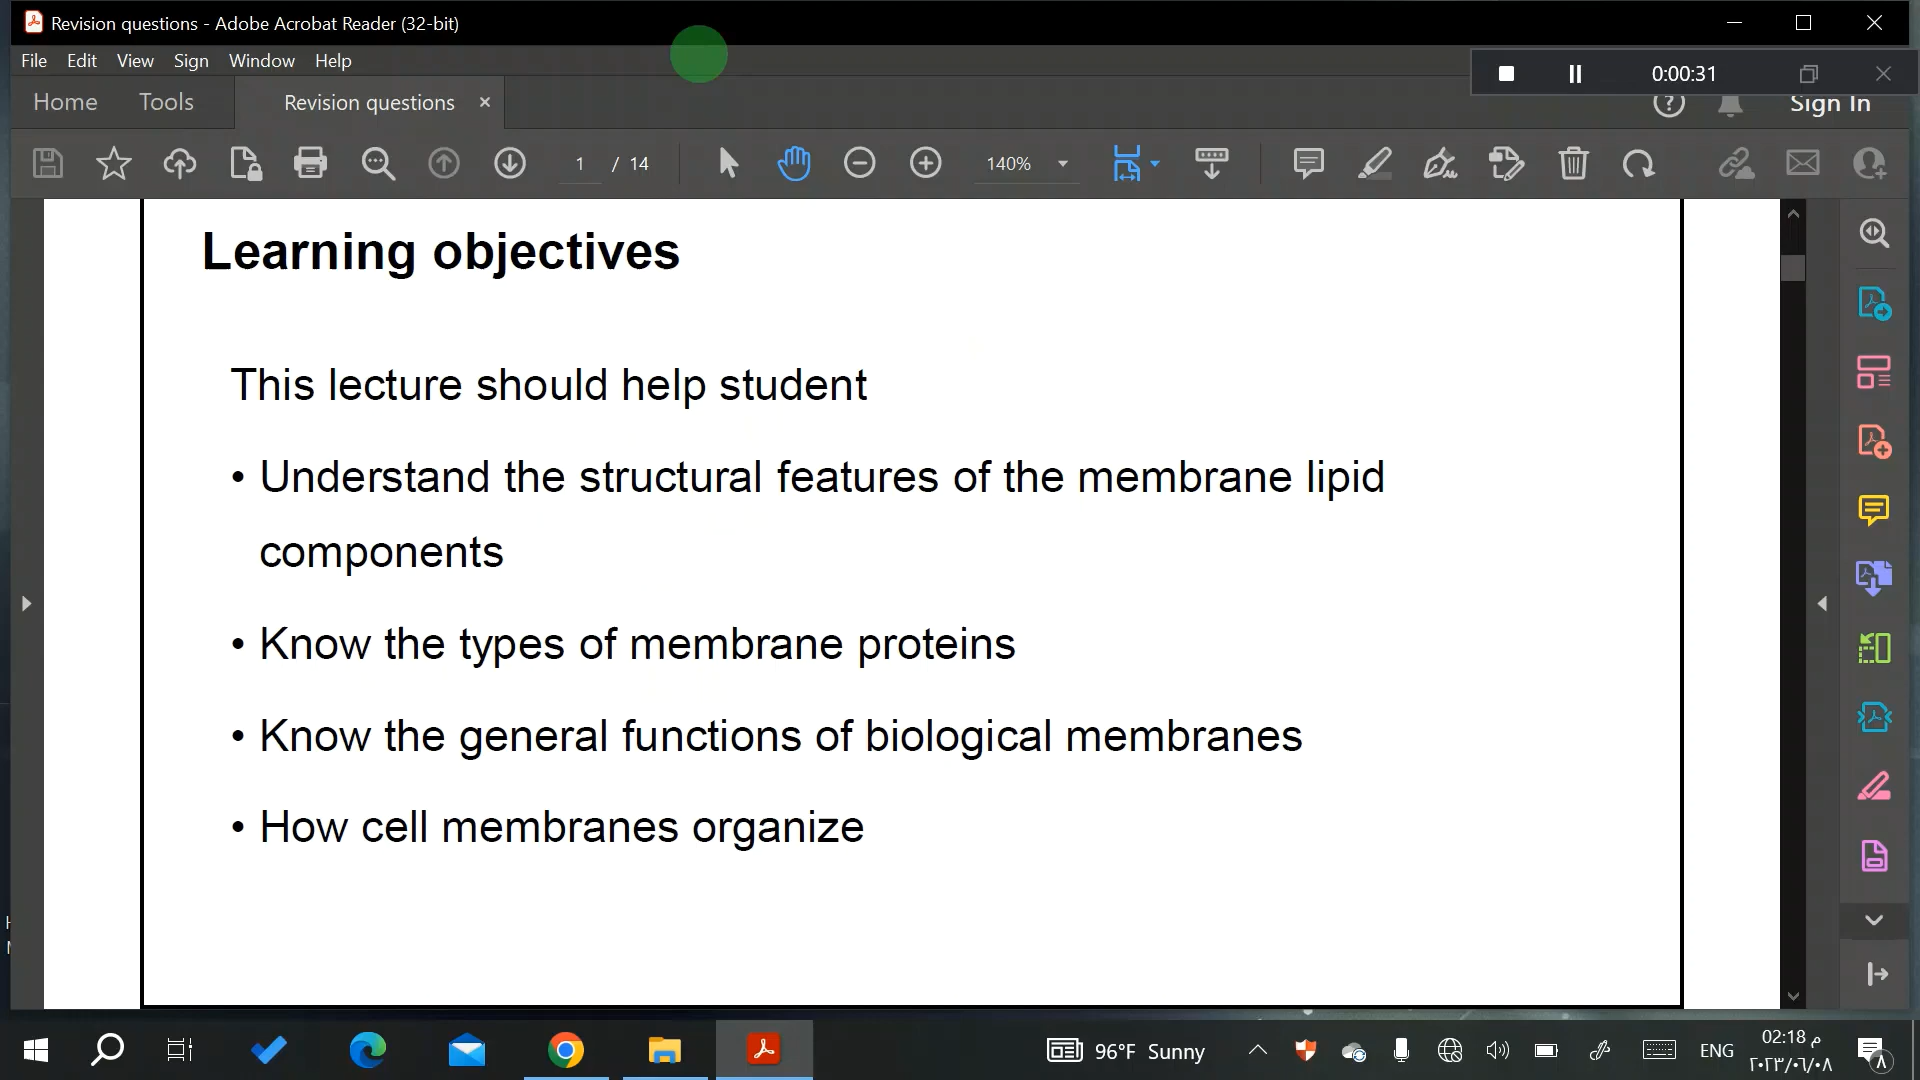 Revision questions - Adobe Acrobat Reader (32-bit)
File Edit View Sign Window Help
0:00:31
Home Tools Revision questions
Sign In
1 / 14 140%
Learning objectives
This lecture should help student
• Understand the structural features of the membrane lipid
components
• Know the types of membrane proteins
• Know the general functions of biological membranes
• How cell membranes organize
96°F Sunny
ENG
02:18 م
٢٠٢٣/٠٦/٠٨
٨